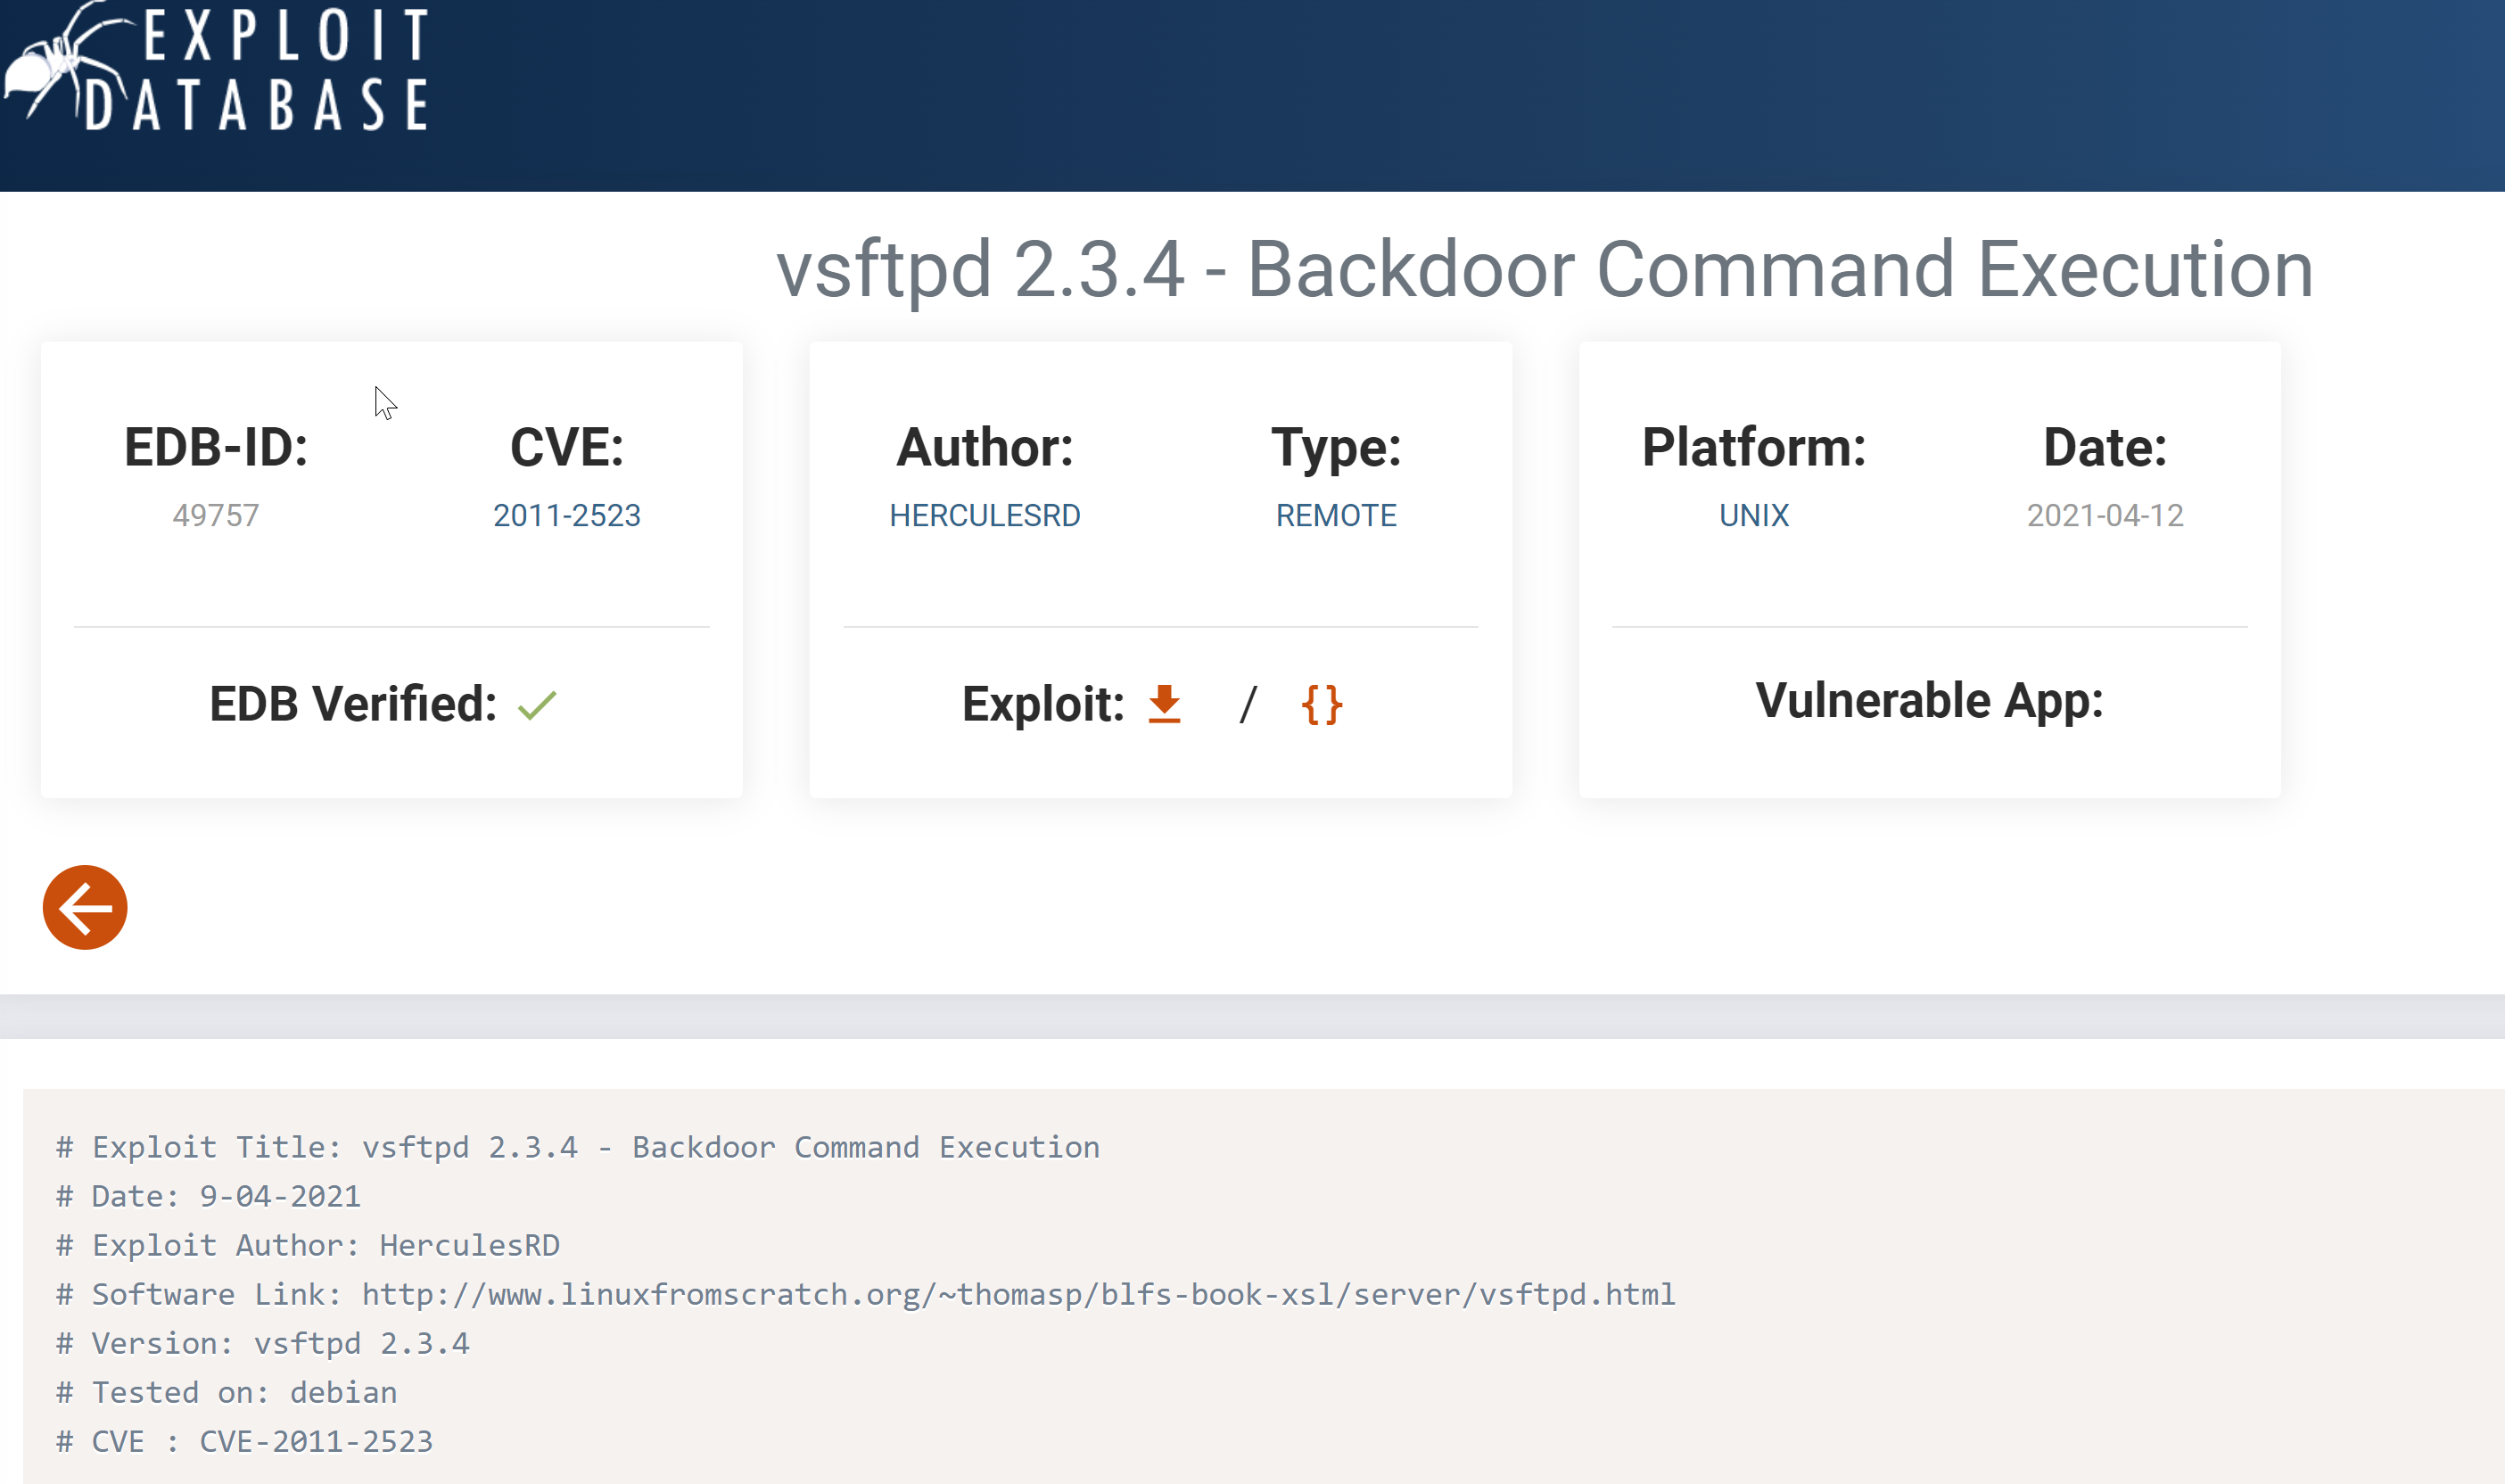 EXPLOIT
DATABASE
vsftpd 2.3.4 - Backdoor Command Execution
EDB-ID:
49757
CVE:
2011-2523
EDB Verified:
Author:
HERCULESRD
Type:
REMOTE
Exploit: / {}
Platform:
UNIX
Date:
2021-04-12
Vulnerable App:
# Exploit Title: vsftpd 2.3.4 - Backdoor Command Execution
# Date: 9-04-2021
# Exploit Author: HerculesRD
# Software Link: http://www.linuxfromscratch.org/~thomasp/blfs-book-xsl/server/vsftpd.html
# Version: vsftpd 2.3.4
# Tested on: debian
# CVE : CVE-2011-2523